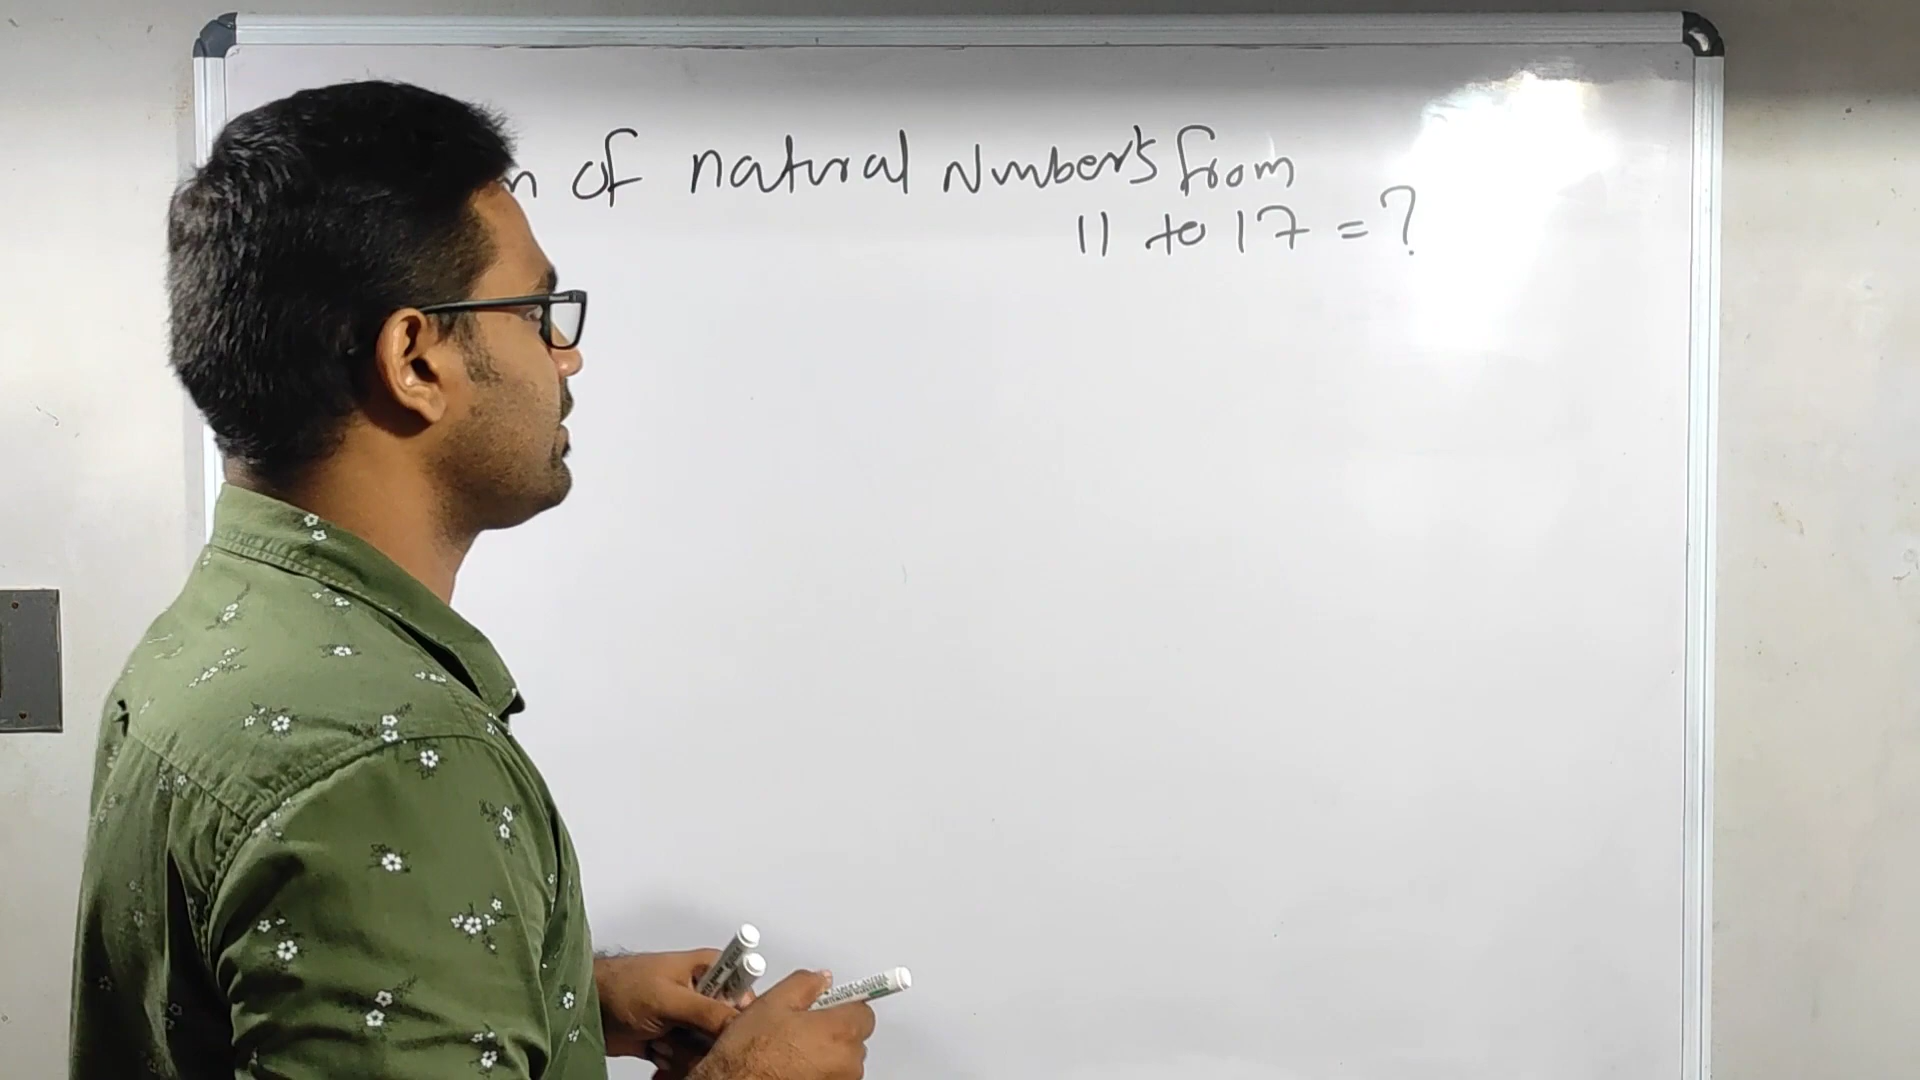 of natural Numbers from
11 to 17 = ?